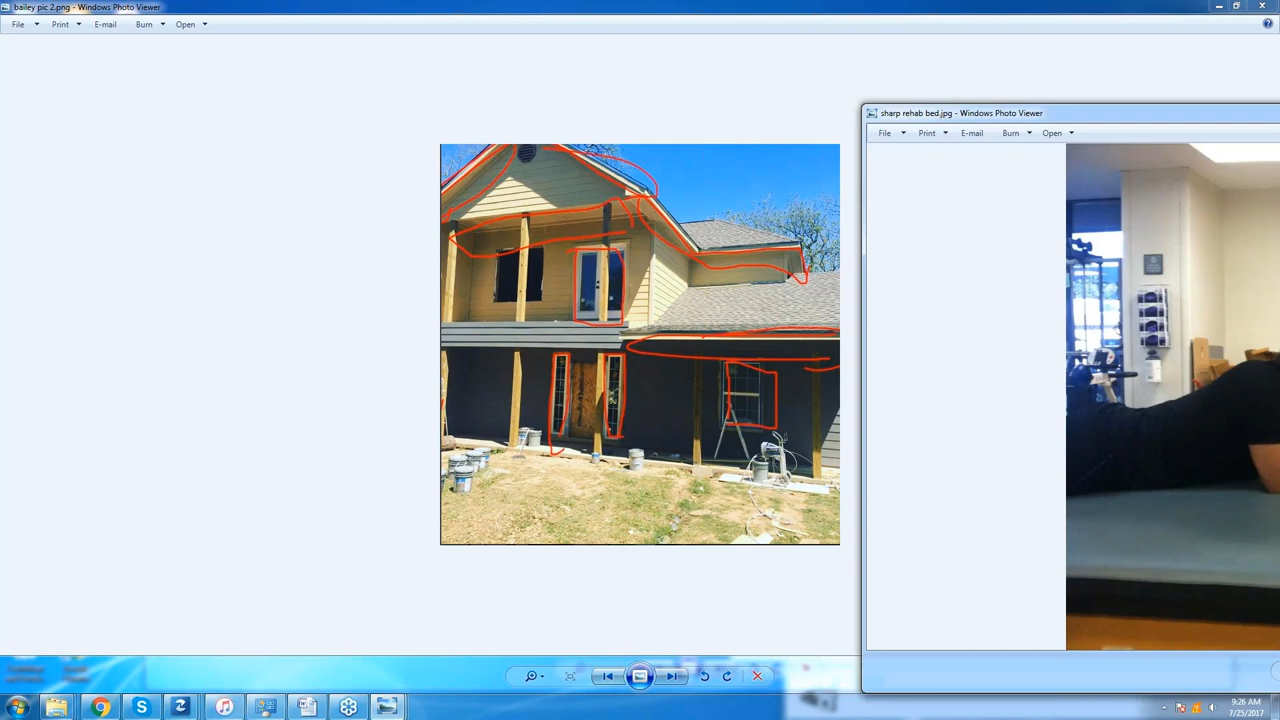 bailey pic 2.png - Windows Photo Viewer
File Print E-mail Burn Open
sharp rehab bed.jpg - Windows Photo Viewer
File Print E-mail Burn Open
9:26 AM
7/25/2017